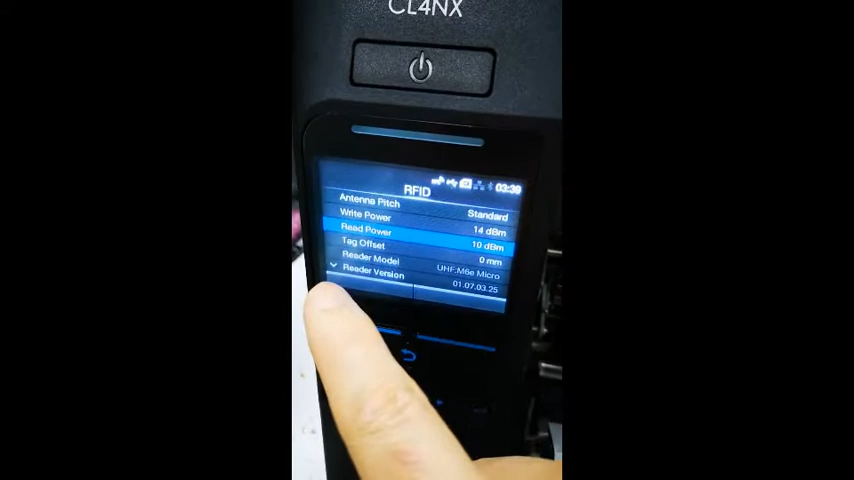 CL4NX
03:39
RFID
Antenna Pitch Standard
Write Power 14 dBm
Read Power 10 dBm
Tag Offset 0 mm
Reader Model UHF:M6e Micro
Reader Version 01.07.03.25